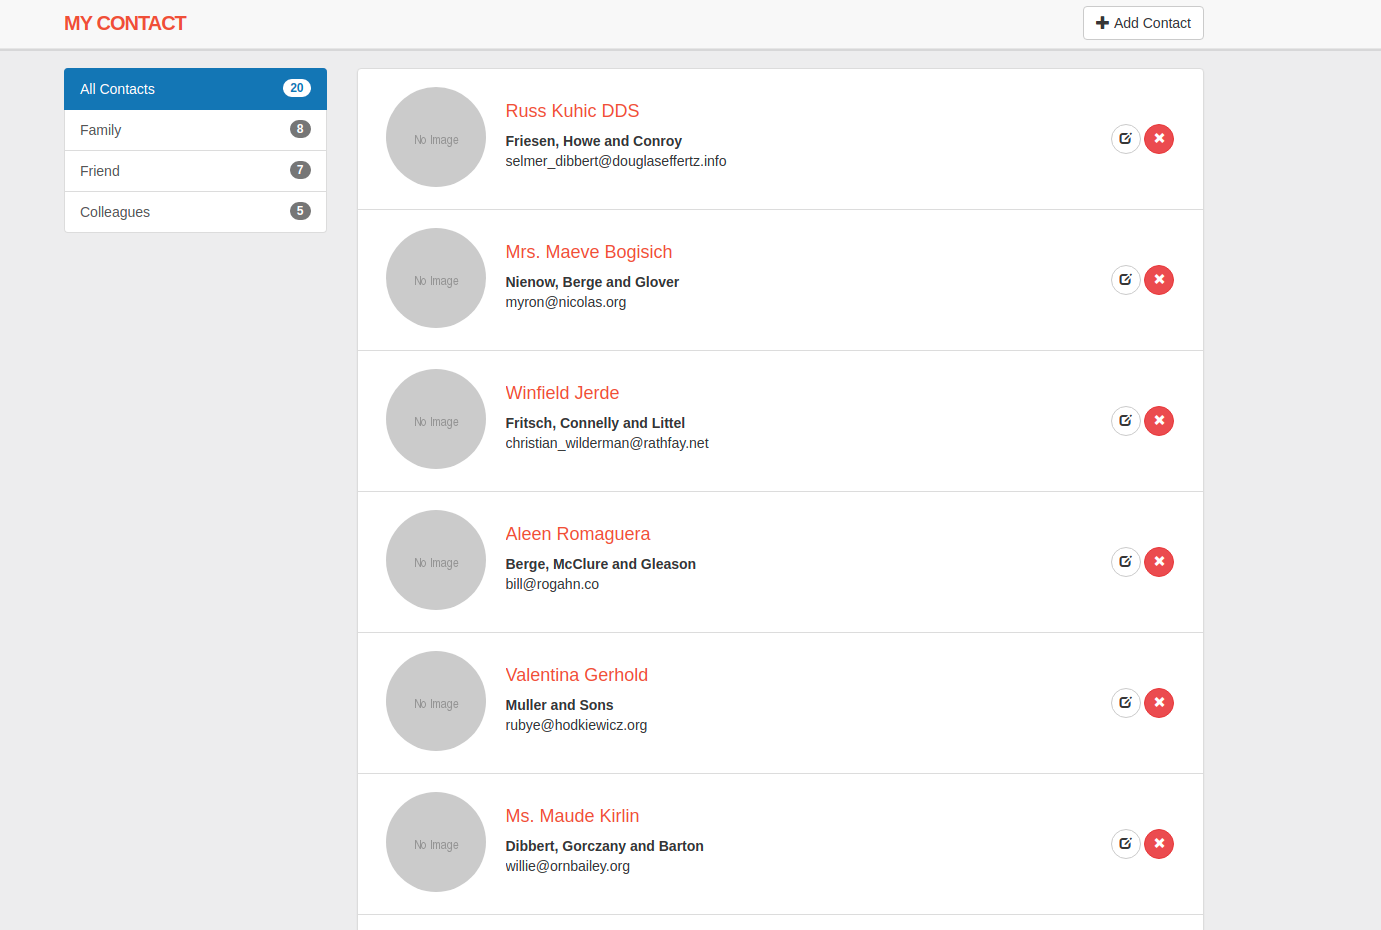 MY CONTACT
Add Contact
All Contacts 20
Family 8
Friend 7
Colleagues 5
No Image
Russ Kuhic DDS
Friesen, Howe and Conroy
selmer_dibbert@douglaseffertz.info
No Image
Mrs. Maeve Bogisich
Nienow, Berge and Glover
myron@nicolas.org
No Image
Winfield Jerde
Fritsch, Connelly and Littel
christian_wilderman@rathfay.net
No Image
Aleen Romaguera
Berge, McClure and Gleason
bill@rogahn.co
No Image
Valentina Gerhold
Muller and Sons
rubye@hodkiewicz.org
No Image
Ms. Maude Kirlin
Dibbert, Gorczany and Barton
willie@ornbailey.org